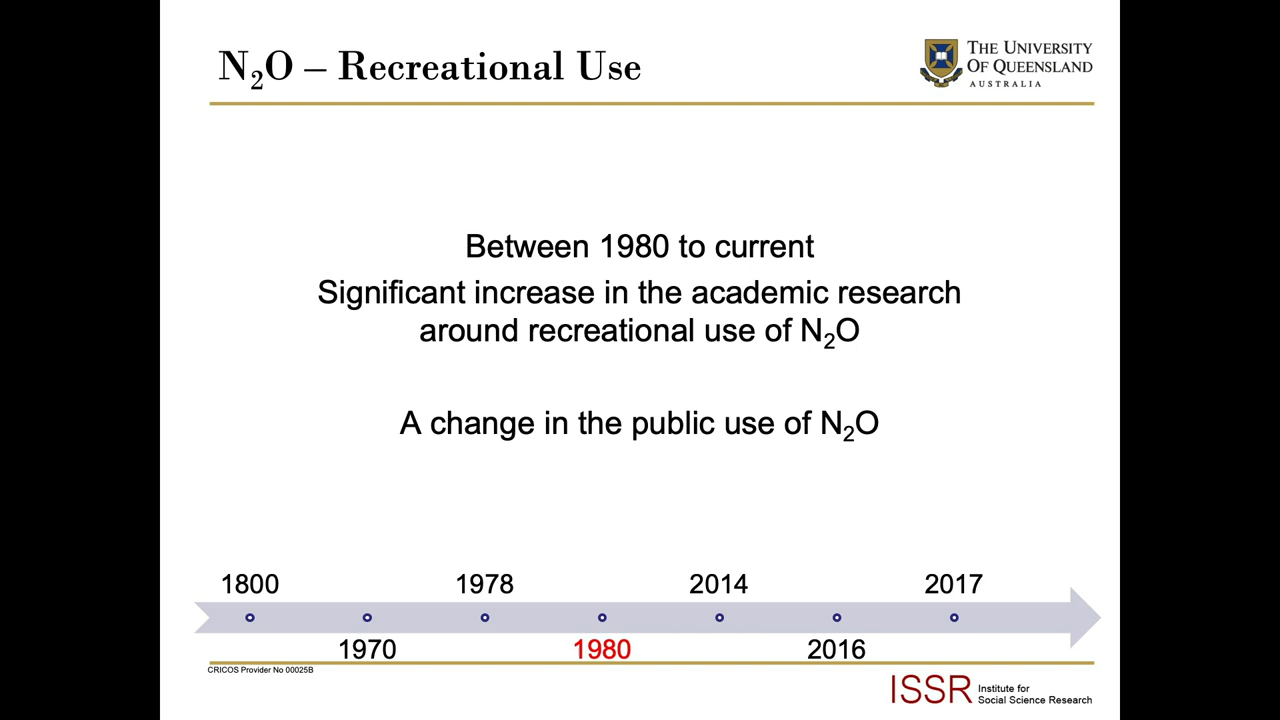 N₂O – Recreational Use
THE UNIVERSITY
OF QUEENSLAND
AUSTRALIA
Between 1980 to current
Significant increase in the academic research
around recreational use of N₂O
A change in the public use of N₂O
1800
1978
2014
2017
1970
1980
2016
CRICOS Provider No 00025B
ISSR
Institute for
Social Science Research